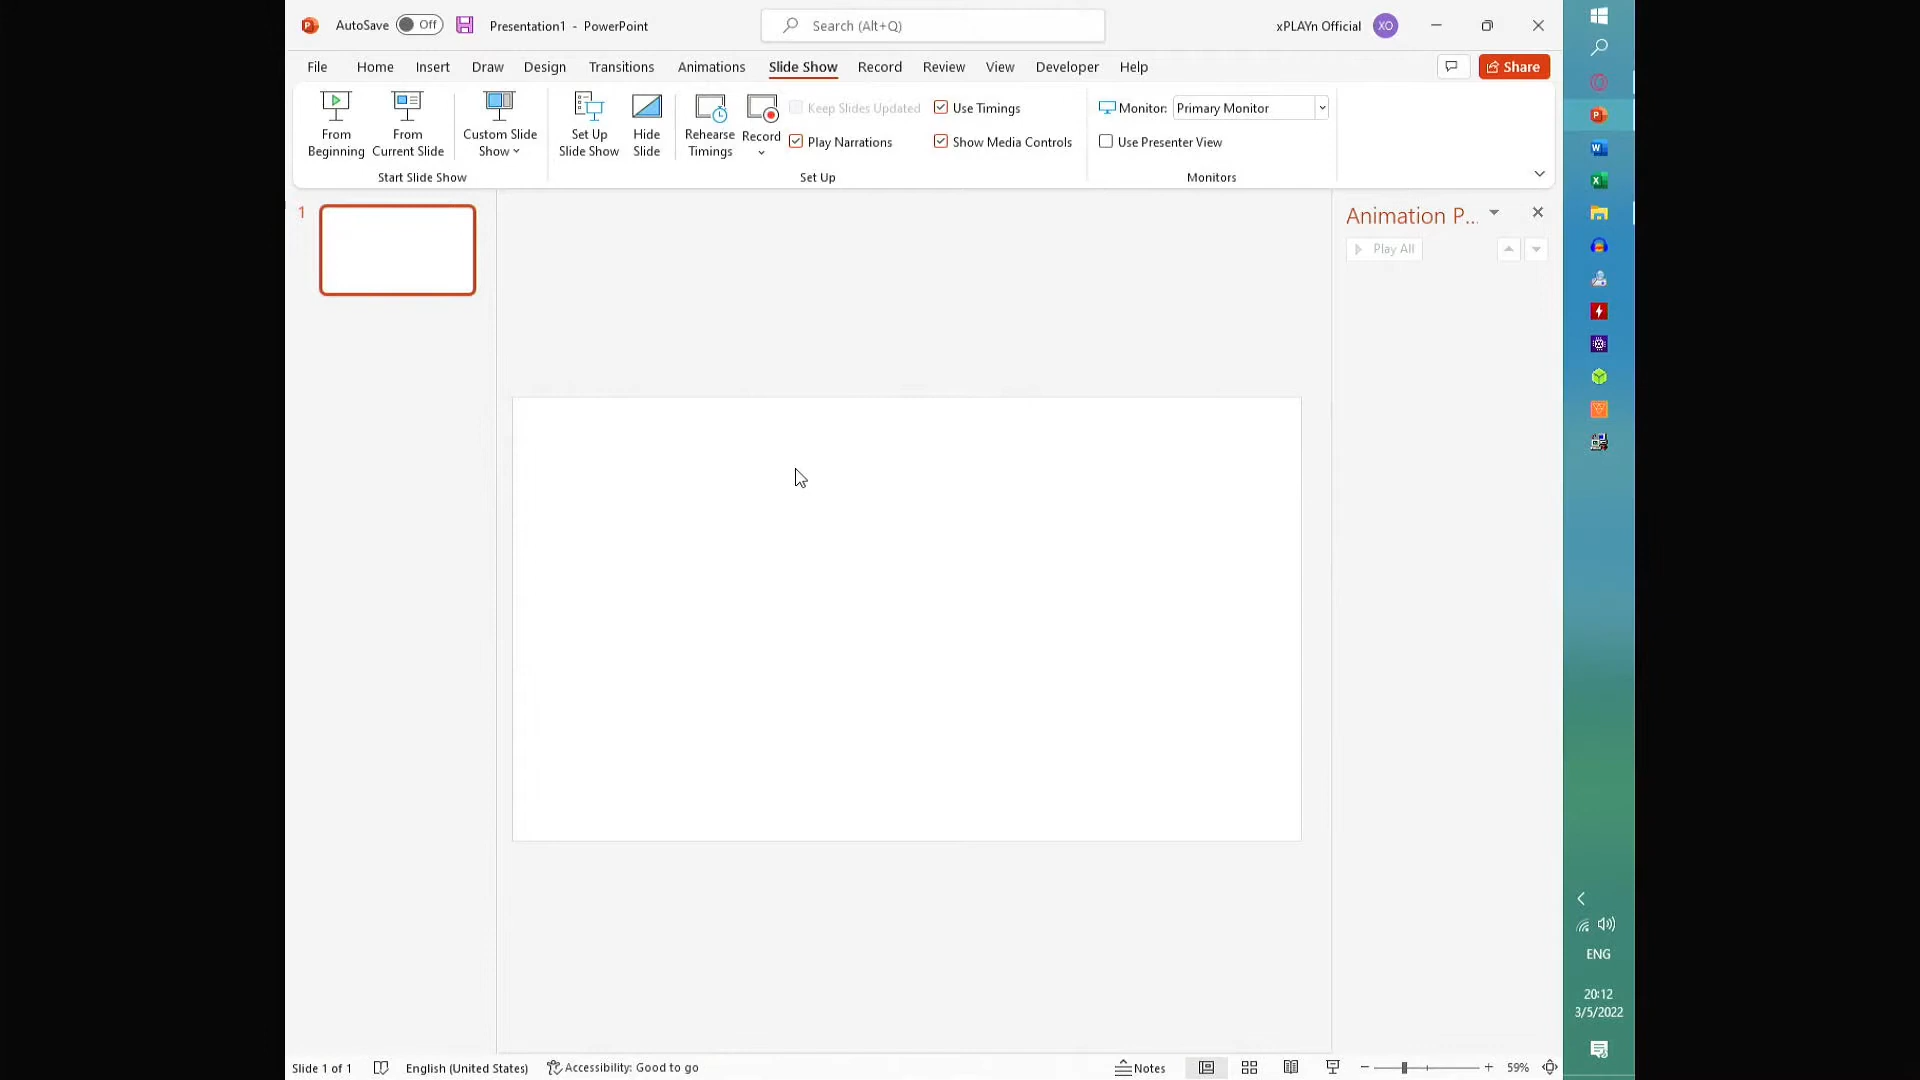 AutoSave Off Presentation1 - PowerPoint Search (Alt+Q) xPLAYn Official XO
File Home Insert Draw Design Transitions Animations Slide Show Record Review View Developer Help Share
From Beginning
From Current Slide
Custom Slide Show
Start Slide Show
Set Up Slide Show
Hide Slide
Rehearse Timings
Record
Keep Slides Updated
Play Narrations
Use Timings
Show Media Controls
Set Up
Monitor: Primary Monitor
Use Presenter View
Monitors
1
Animation P...
Play All
ENG
20:12
3/5/2022
Slide 1 of 1 English (United States) Accessibility: Good to go Notes 59%